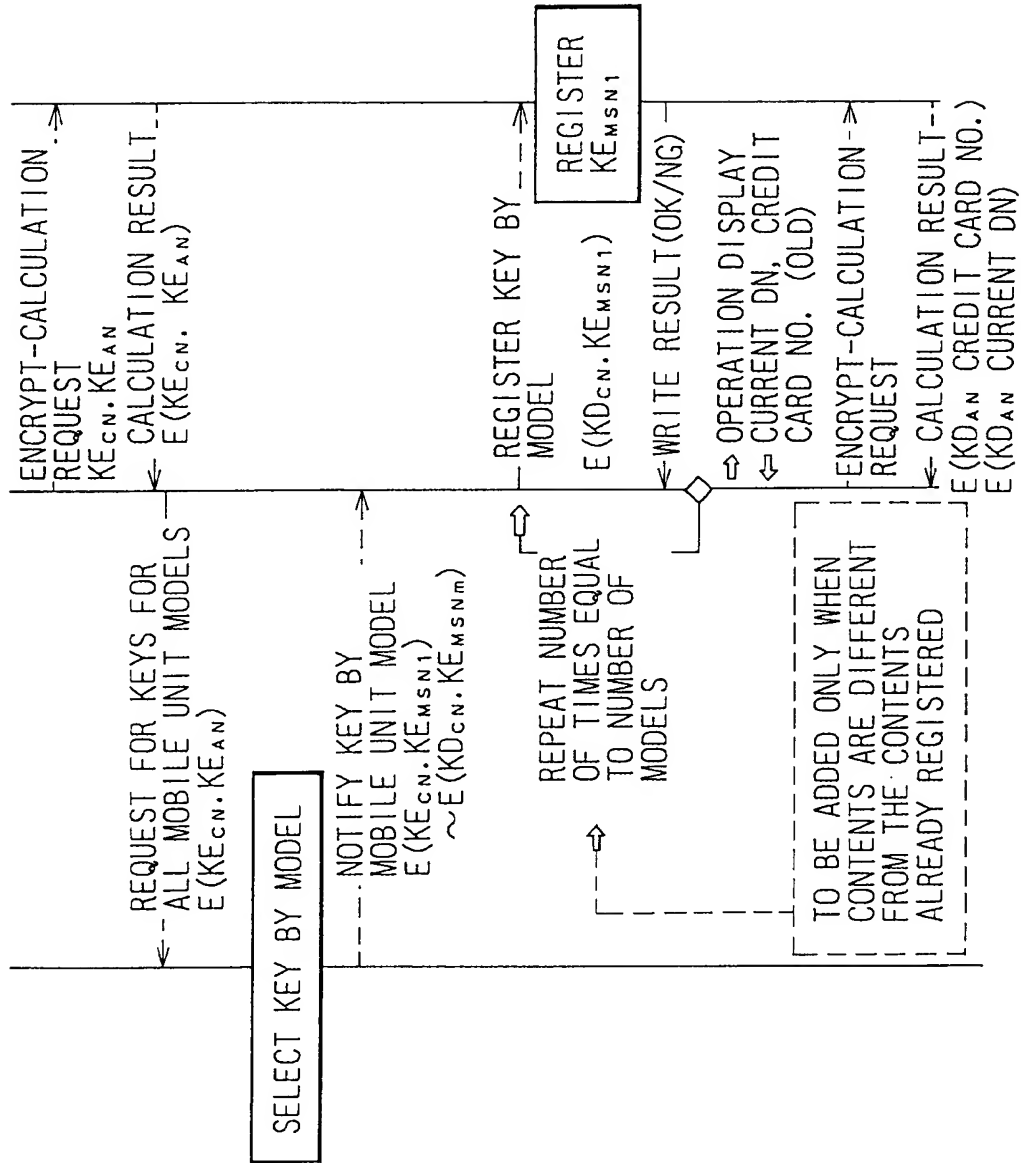 ENCRYPT-CALCULATION
REQUEST
KECN.KEAN
CALCULATION RESULT
E(KECN. KEAN)
REQUEST FOR KEYS FOR
ALL MOBILE UNIT MODELS
E(KECN.KEAN)
SELECT KEY BY MODEL
NOTIFY KEY BY
MOBILE UNIT MODEL
E(KECN.KEMSN1)
~E(KDCN.KEMSNm)
REGISTER KEY BY
MODEL
E(KDCN.KEMSN1)
REGISTER
KEMSN1
REPEAT NUMBER
OF TIMES EQUAL
TO NUMBER OF
MODELS
WRITE RESULT(OK/NG)
OPERATION DISPLAY
CURRENT DN, CREDIT
CARD NO. (OLD)
TO BE ADDED ONLY WHEN
CONTENTS ARE DIFFERENT
FROM THE CONTENTS
ALREADY REGISTERED
ENCRYPT-CALCULATION
REQUEST
CALCULATION RESULT
E(KDAN CREDIT CARD NO.)
E(KDAN CURRENT DN)